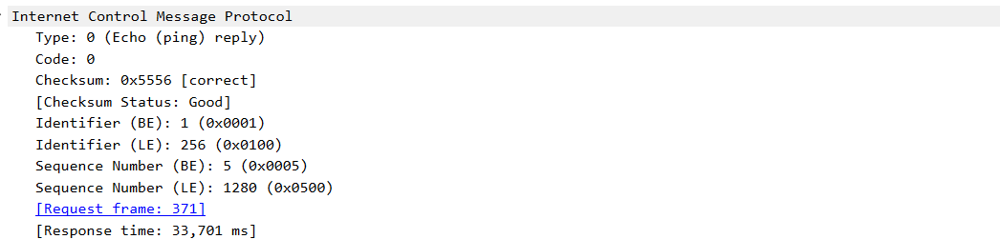 Internet Control Message Protocol
Type: 0 (Echo (ping) reply)
Code: 0
Checksum: 0x5556 [correct]
[Checksum Status: Good]
Identifier (BE): 1 (0x0001)
Identifier (LE): 256 (0x0100)
Sequence Number (BE): 5 (0x0005)
Sequence Number (LE): 1280 (0x0500)
[Request frame: 371]
[Response time: 33,701 ms]